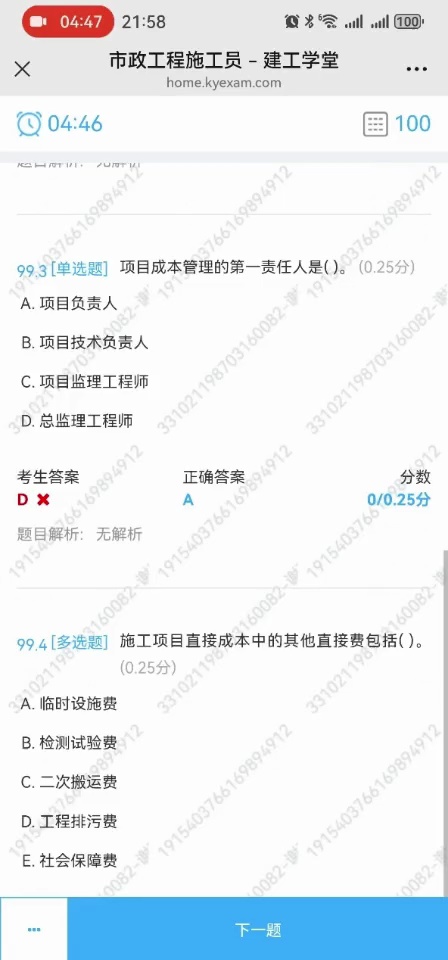 04:47 21:58 100
市政工程施工员 – 建工学堂
home.kyexam.com
04:46 100
题目解析: 无解析
99.3 [单选题] 项目成本管理的第一责任人是( )。 (0.25分)
A. 项目负责人
B. 项目技术负责人
C. 项目监理工程师
D. 总监理工程师
考生答案 正确答案 分数
D ✖ A 0/0.25分
题目解析: 无解析
99.4 [多选题] 施工项目直接成本中的其他直接费包括( )。
(0.25分)
A. 临时设施费
B. 检测试验费
C. 二次搬运费
D. 工程排污费
E. 社会保障费
... 下一题